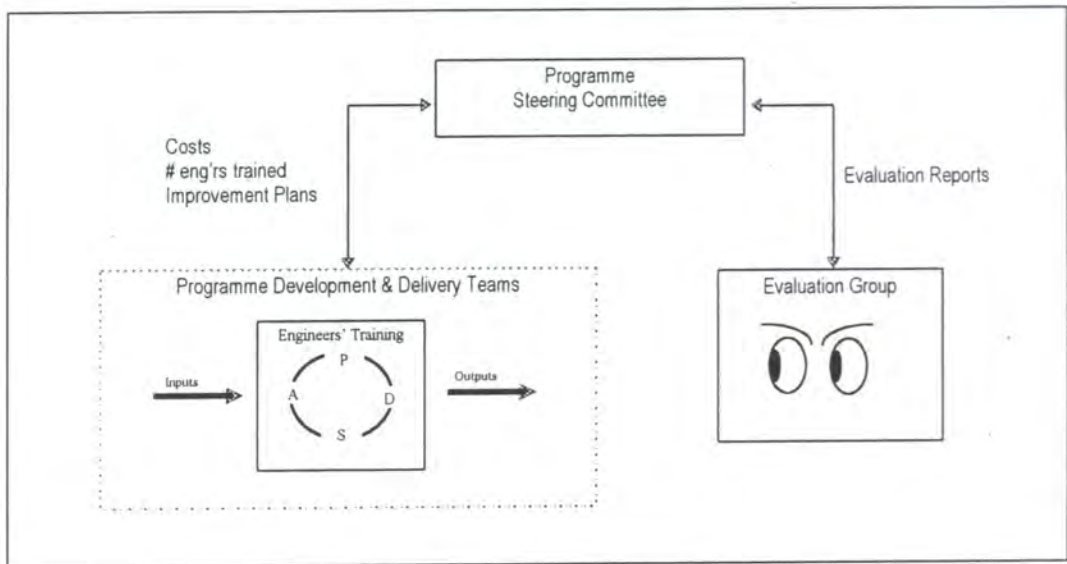 Programme
Steering Committee
Costs
# eng'rs trained
Improvement Plans
Evaluation Reports
Programme Development & Delivery Teams
Engineers' Training
P
Inputs
A
D
Outputs
S
Evaluation Group